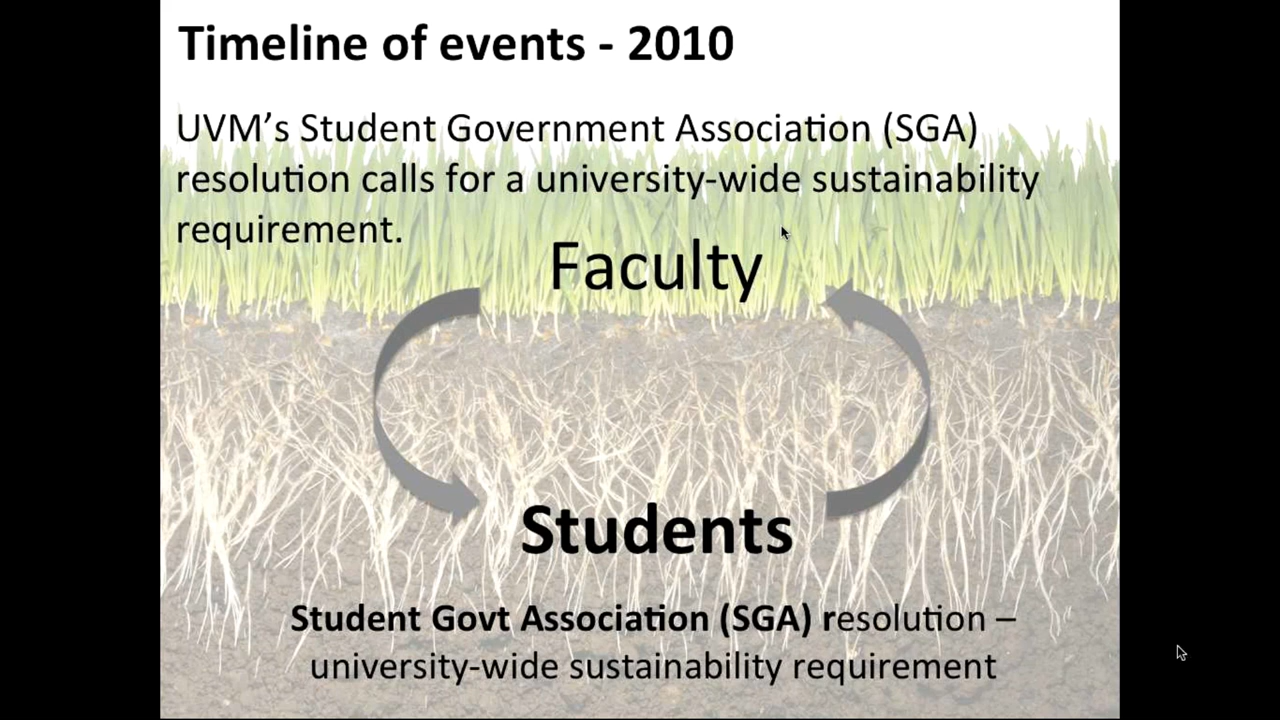 Timeline of events - 2010
UVM’s Student Government Association (SGA)
resolution calls for a university-wide sustainability
requirement.
Faculty
Students
Student Govt Association (SGA) resolution –
university-wide sustainability requirement